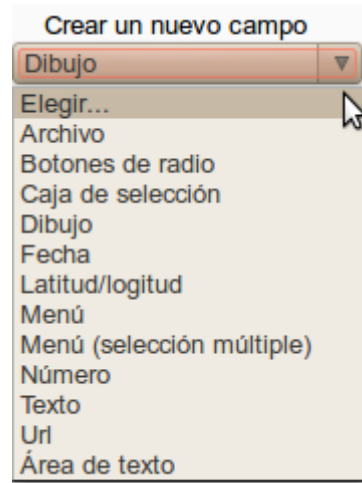 Crear un nuevo campo
Dibujo
Elegir...
Archivo
Botones de radio
Caja de selección
Dibujo
Fecha
Latitud/logitud
Menú
Menú (selección múltiple)
Número
Texto
Url
Área de texto